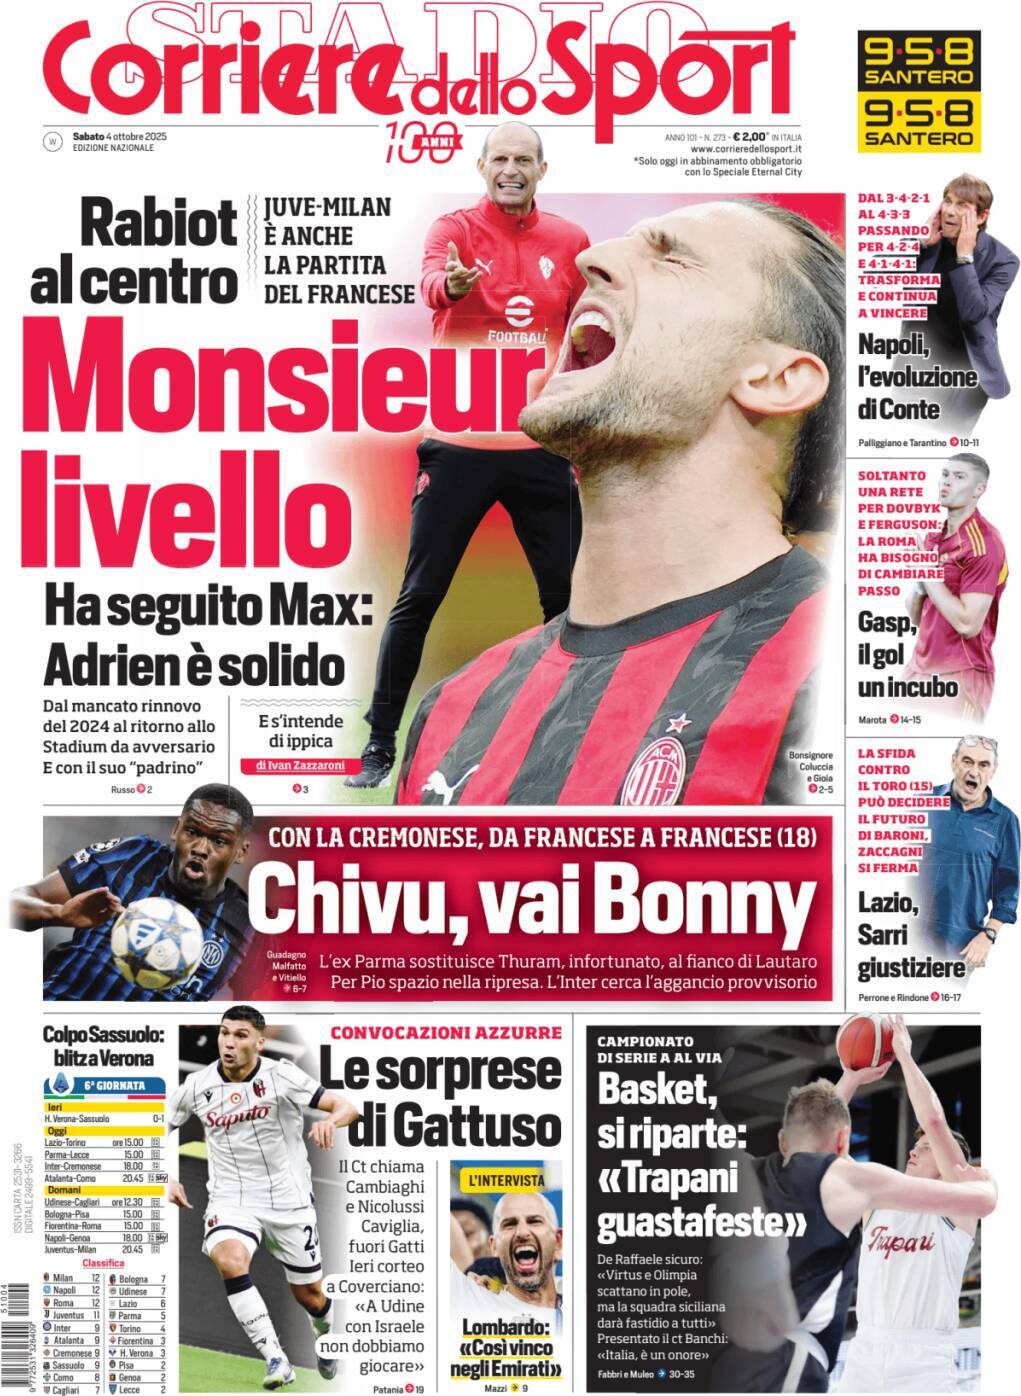 STADIO
Corriere dello Sport
100 ANNI
W
Sabato 4 ottobre 2025
EDIZIONE NAZIONALE
ANNO 101 - N. 273 - € 2,00* IN ITALIA
www.corrieredellosport.it
*Solo oggi in abbinamento obbligatorio
con lo Speciale Eternal City
9·5·8
SANTERO
9·5·8
SANTERO
Rabiot
al centro
JUVE-MILAN
È ANCHE
LA PARTITA
DEL FRANCESE
FOOTBALL
Monsieur
livello
Ha seguito Max:
Adrien è solido
Dal mancato rinnovo
del 2024 al ritorno allo
Stadium da avversario
E con il suo “padrino”
Russo 2
E s’intende
di ippica
di Ivan Zazzaroni
3
ACM
Bonsignore
Coluccia
e Gioia
2-5
DAL 3-4-2-1
AL 4-3-3
PASSANDO
PER 4-2-4
E 4-1-4-1:
TRASFORMA
E CONTINUA
A VINCERE
Napoli,
l’evoluzione
di Conte
Palliggiano e Tarantino 10-11
SOLTANTO
UNA RETE
PER DOVBYK
E FERGUSON:
LA ROMA
HA BISOGNO
DI CAMBIARE
PASSO
Gasp,
il gol
un incubo
Marota 14-15
LA SFIDA
CONTRO
IL TORO (15)
PUÒ DECIDERE
IL FUTURO
DI BARONI,
ZACCAGNI
SI FERMA
Lazio,
Sarri
giustiziere
Perrone e Rindone 16-17
CON LA CREMONESE, DA FRANCESE A FRANCESE (18)
Chivu, vai Bonny
Guadagno
Malfatto
e Vitiello
6-7
L’ex Parma sostituisce Thuram, infortunato, al fianco di Lautaro
Per Pio spazio nella ripresa. L’Inter cerca l’aggancio provvisorio
Colpo Sassuolo:
blitz a Verona
6ª GIORNATA
Ieri
H. Verona-Sassuolo 0-1
Oggi
Lazio-Torino ore 15.00
Parma-Lecce 15.00
Inter-Cremonese 18.00
Atalanta-Como 20.45 sky
Domani
Udinese-Cagliari ore 12.30
Bologna-Pisa 15.00
Fiorentina-Roma 15.00
Napoli-Genoa 18.00 sky
Juventus-Milan 20.45
Classifica
Milan 12 Bologna 7
Napoli 12 Udinese 7
Roma 12 Lazio 6
Juventus 11 Parma 5
Inter 9 Torino 4
Atalanta 9 Fiorentina 3
Cremonese 9 H. Verona 3
Sassuolo 9 Pisa 2
Como 8 Genoa 2
Cagliari 7 Lecce 2
ISSN CARTA 2531-3266
DIGITALE 2499-5541
51004
9 772531 326409
Saputo
CONVOCAZIONI AZZURRE
Le sorprese
di Gattuso
Il Ct chiama
Cambiaghi
e Nicolussi
Caviglia,
fuori Gatti
Ieri corteo
a Coverciano:
«A Udine
con Israele
non dobbiamo
giocare»
Patania 19
L’INTERVISTA
Lombardo:
«Così vinco
negli Emirati»
Mazzi 9
CAMPIONATO
DI SERIE A AL VIA
Basket,
si riparte:
«Trapani
guastafeste»
De Raffaele sicuro:
«Virtus e Olimpia
scattano in pole,
ma la squadra siciliana
darà fastidio a tutti»
Presentato il ct Banchi:
«Italia, è un onore»
Fabbri e Muleo 30-35
Trapani